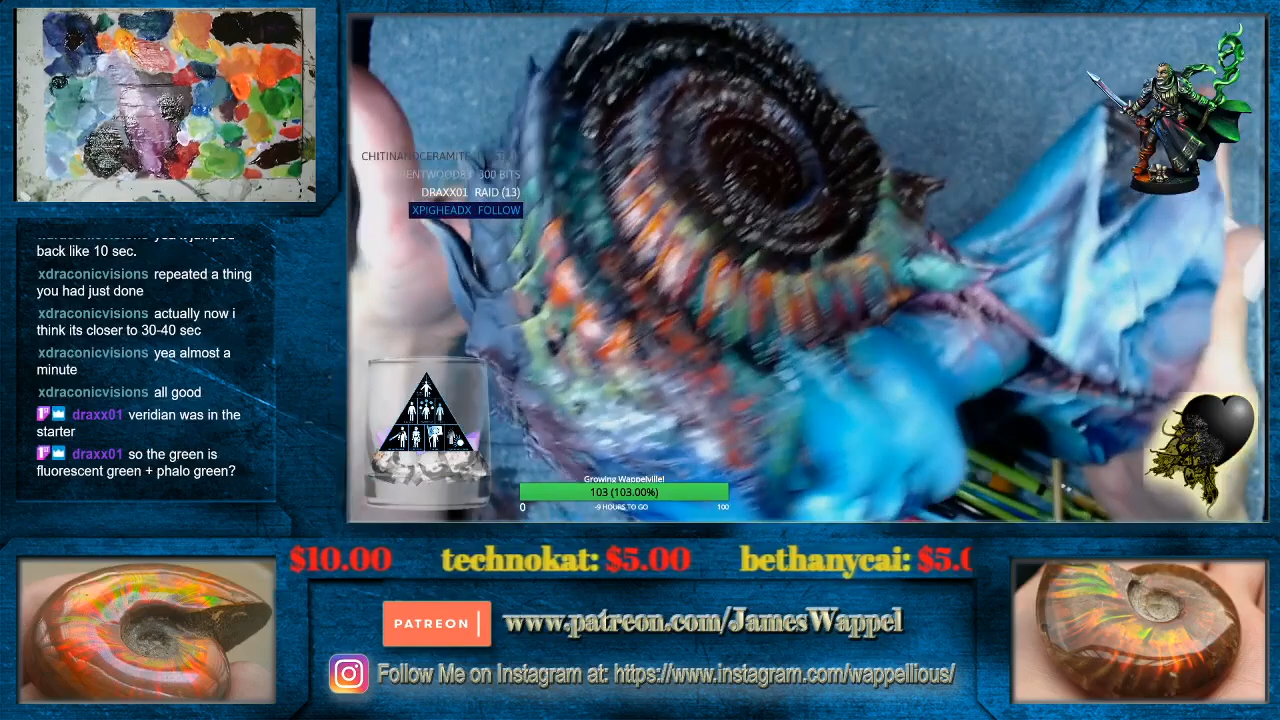 back like 10 sec.
xdraconicvisions repeated a thing
you had just done
xdraconicvisions actually now i
think its closer to 30-40 sec
xdraconicvisions yea almost a
minute
xdraconicvisions all good
draxx01 veridian was in the
starter
draxx01 so the green is
fluorescent green + phalo green?
300 BITS
DRAXX01 RAID (13)
XPIGHEADX FOLLOW
Growing Wappelville!
103 (103.00%)
0 -9 HOURS TO GO 100
$10.00 technokat: $5.00 bethanycai:
PATREON www.patreon.com/JamesWappel
Follow Me on Instagram at: https://www.instagram.com/wappellious/